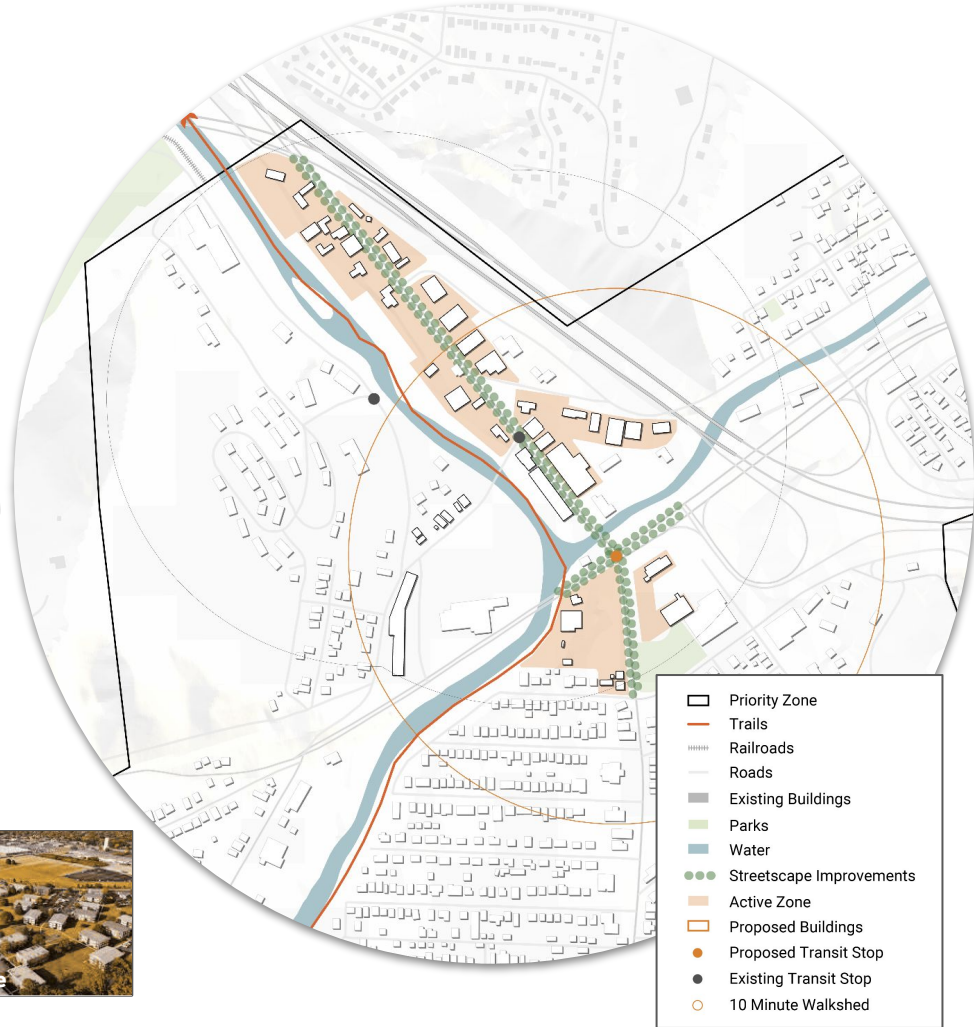 Priority Zone
Trails
Railroads
Roads
Existing Buildings
Parks
Water
Streetscape Improvements
Active Zone
Proposed Buildings
Proposed Transit Stop
Existing Transit Stop
10 Minute Walkshed